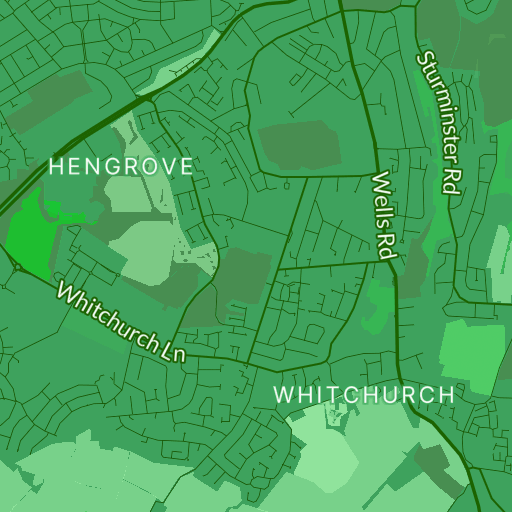 Sturminster Rd
HENGROVE
Wells Rd
Whitchurch Ln
WHITCHURCH